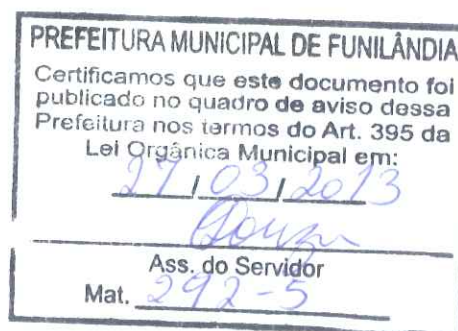 PREFEITURA MUNICIPAL DE FUNILÂNDIA
Certificamos que este documento foi
publicado no quadro de aviso dessa
Prefeitura nos termos do Art. 395 da
Lei Orgânica Municipal em:
27 / 03 / 2013
Souza
Ass. do Servidor
Mat. 292-5